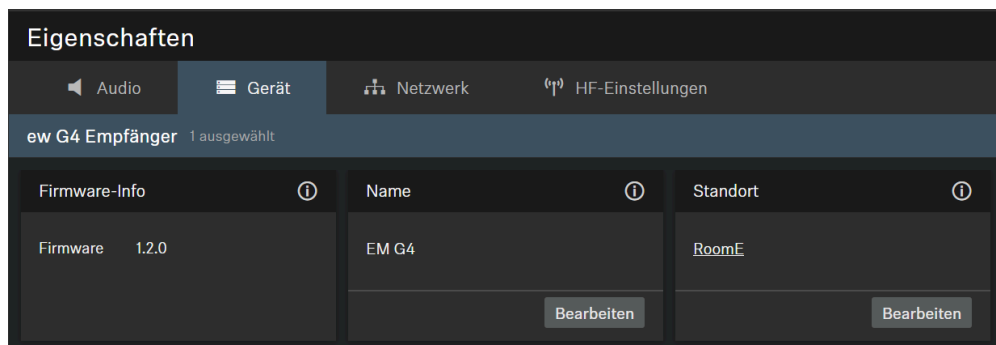 Eigenschaften
Audio Gerät Netzwerk HF-Einstellungen
ew G4 Empfänger 1 ausgewählt
Firmware-Info Name Standort
Firmware 1.2.0 EM G4 RoomE
Bearbeiten Bearbeiten